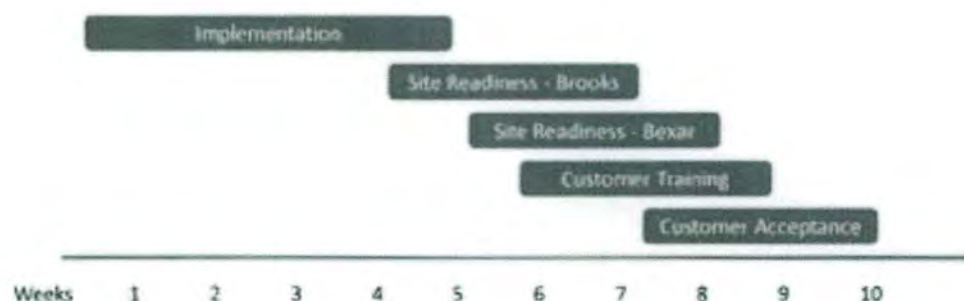 Implementation
Site Readiness - Brooks
Site Readiness - Bexar
Customer Training
Customer Acceptance
Weeks 1 2 3 4 5 6 7 8 9 10